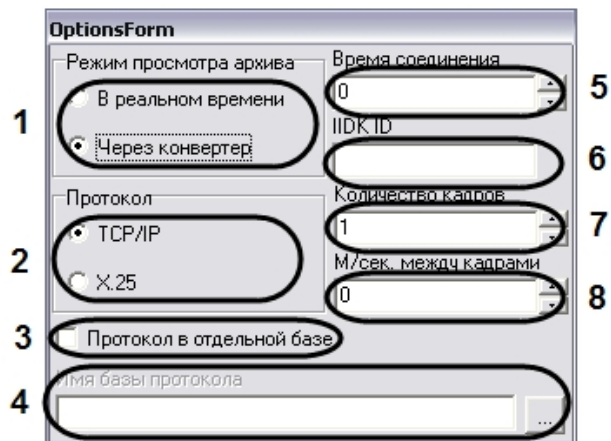 OptionsForm
Режим просмотра архива
1
В реальном времени
Через конвертер
Время соединения
0
5
IIDK ID
6
Протокол
2
TCP/IP
X.25
Количество кадров
1
7
М/сек. между кадрами
0
8
3
Протокол в отдельной базе
Имя базы протокола
4
...